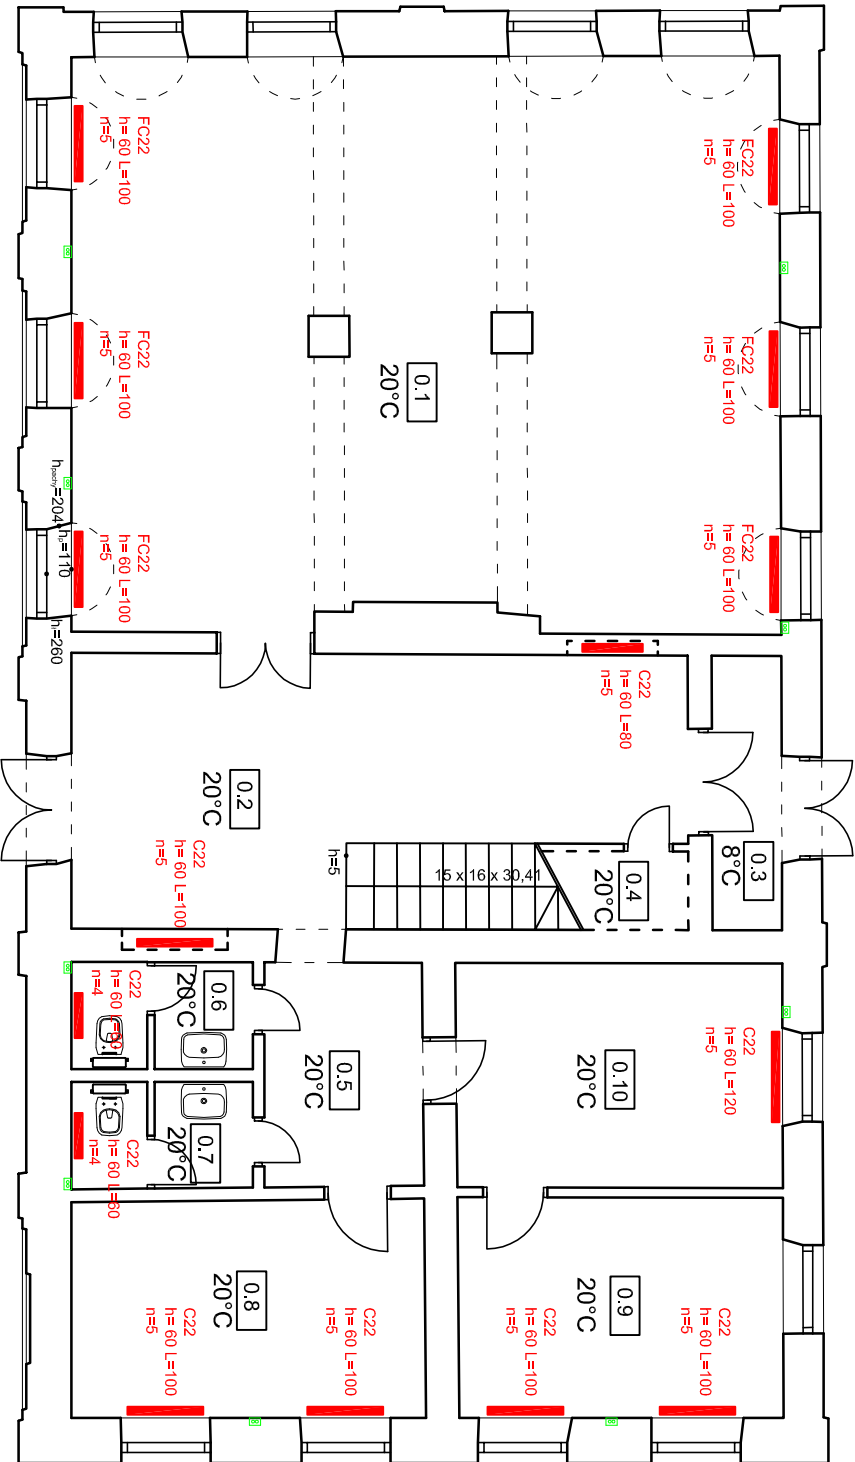 FC22
h= 60 L=100
n=5
FC22
h= 60 L=100
n=5
FC22
h= 60 L=100
n=5
FC22
h= 60 L=100
n=5
0.1
20°C
FC22
h= 60 L=100
n=5
FC22
h= 60 L=100
n=5
hparapy=204
hp=110
h=260
C22
h= 60 L=80
n=5
0.2
20°C
0.3
8°C
0.4
20°C
15 x 16 x 30,41
h=5
C22
h= 60 L=100
n=5
C22
h= 60 L=60
n=4
0.6
20°C
0.5
20°C
0.10
20°C
C22
h= 60 L=120
n=5
0.7
20°C
C22
h= 60 L=60
n=4
0.8
20°C
0.9
20°C
C22
h= 60 L=100
n=5
C22
h= 60 L=100
n=5
C22
h= 60 L=100
n=5
C22
h= 60 L=100
n=5